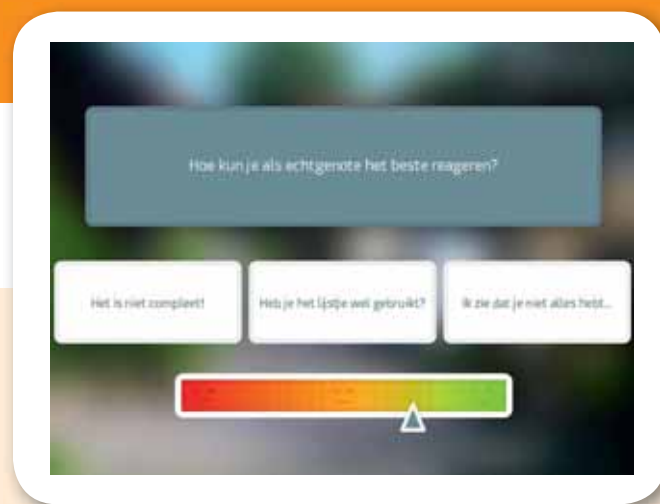 Hoe kun je als echtgenote het beste reageren?
Het is niet compleet!
Heb je het lijstje wel gebruikt?
Ik zie dat je niet alles hebt...